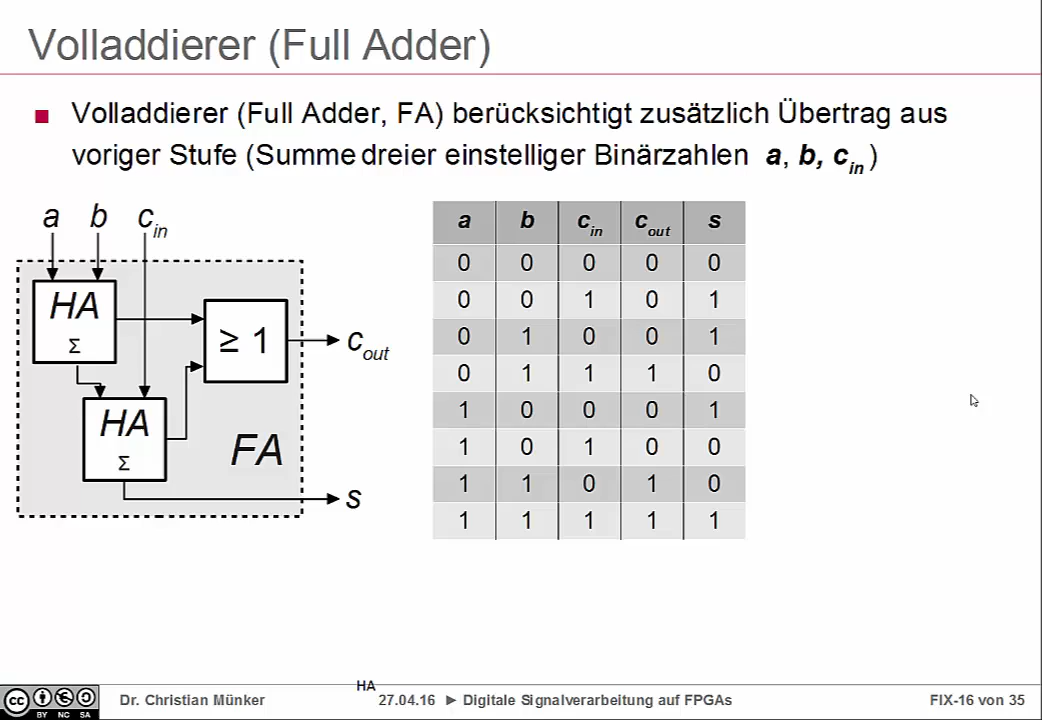 Volladdierer (Full Adder)
Volladdierer (Full Adder, FA) berücksichtigt zusätzlich Übertrag aus
voriger Stufe (Summe dreier einstelliger Binärzahlen a, b, cin)
a b cin
HA
Σ
≥ 1
cout
HA
Σ
FA
s
a b cin cout s
0 0 0 0 0
0 0 1 0 1
0 1 0 0 1
0 1 1 1 0
1 0 0 0 1
1 0 1 0 0
1 1 0 1 0
1 1 1 1 1
cc BY NC SA
Dr. Christian Münker
HA
27.04.16 ► Digitale Signalverarbeitung auf FPGAs
FIX-16 von 35